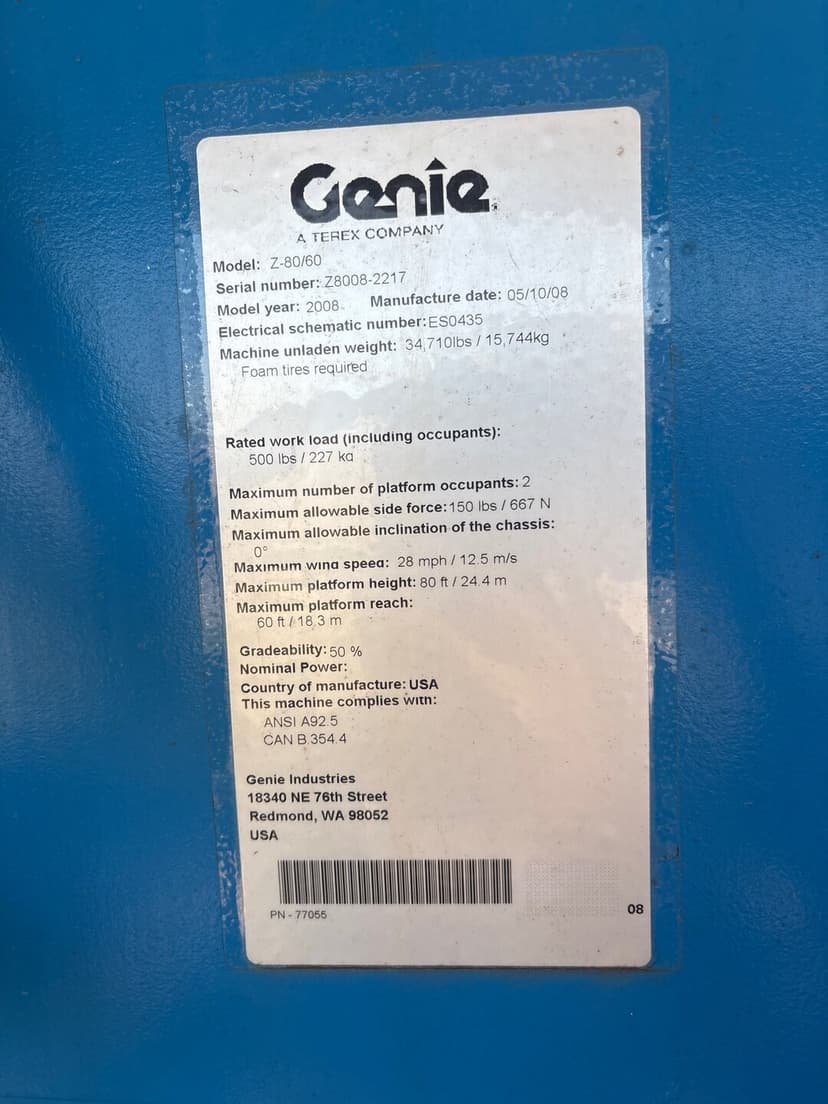 Genie
A TEREX COMPANY
Model: Z-80/60
Serial number: Z8008-2217
Model year: 2008 Manufacture date: 05/10/08
Electrical schematic number: ES0435
Machine unladen weight: 34,710lbs / 15,744kg
Foam tires required
Rated work load (including occupants):
500 lbs / 227 kg
Maximum number of platform occupants: 2
Maximum allowable side force: 150 lbs / 667 N
Maximum allowable inclination of the chassis:
0°
Maximum wind speed: 28 mph / 12.5 m/s
Maximum platform height: 80 ft / 24.4 m
Maximum platform reach:
60 ft / 18.3 m
Gradeability: 50 %
Nominal Power:
Country of manufacture: USA
This machine complies with:
ANSI A92.5
CAN B.354.4
Genie Industries
18340 NE 76th Street
Redmond, WA 98052
USA
PN - 77055
08